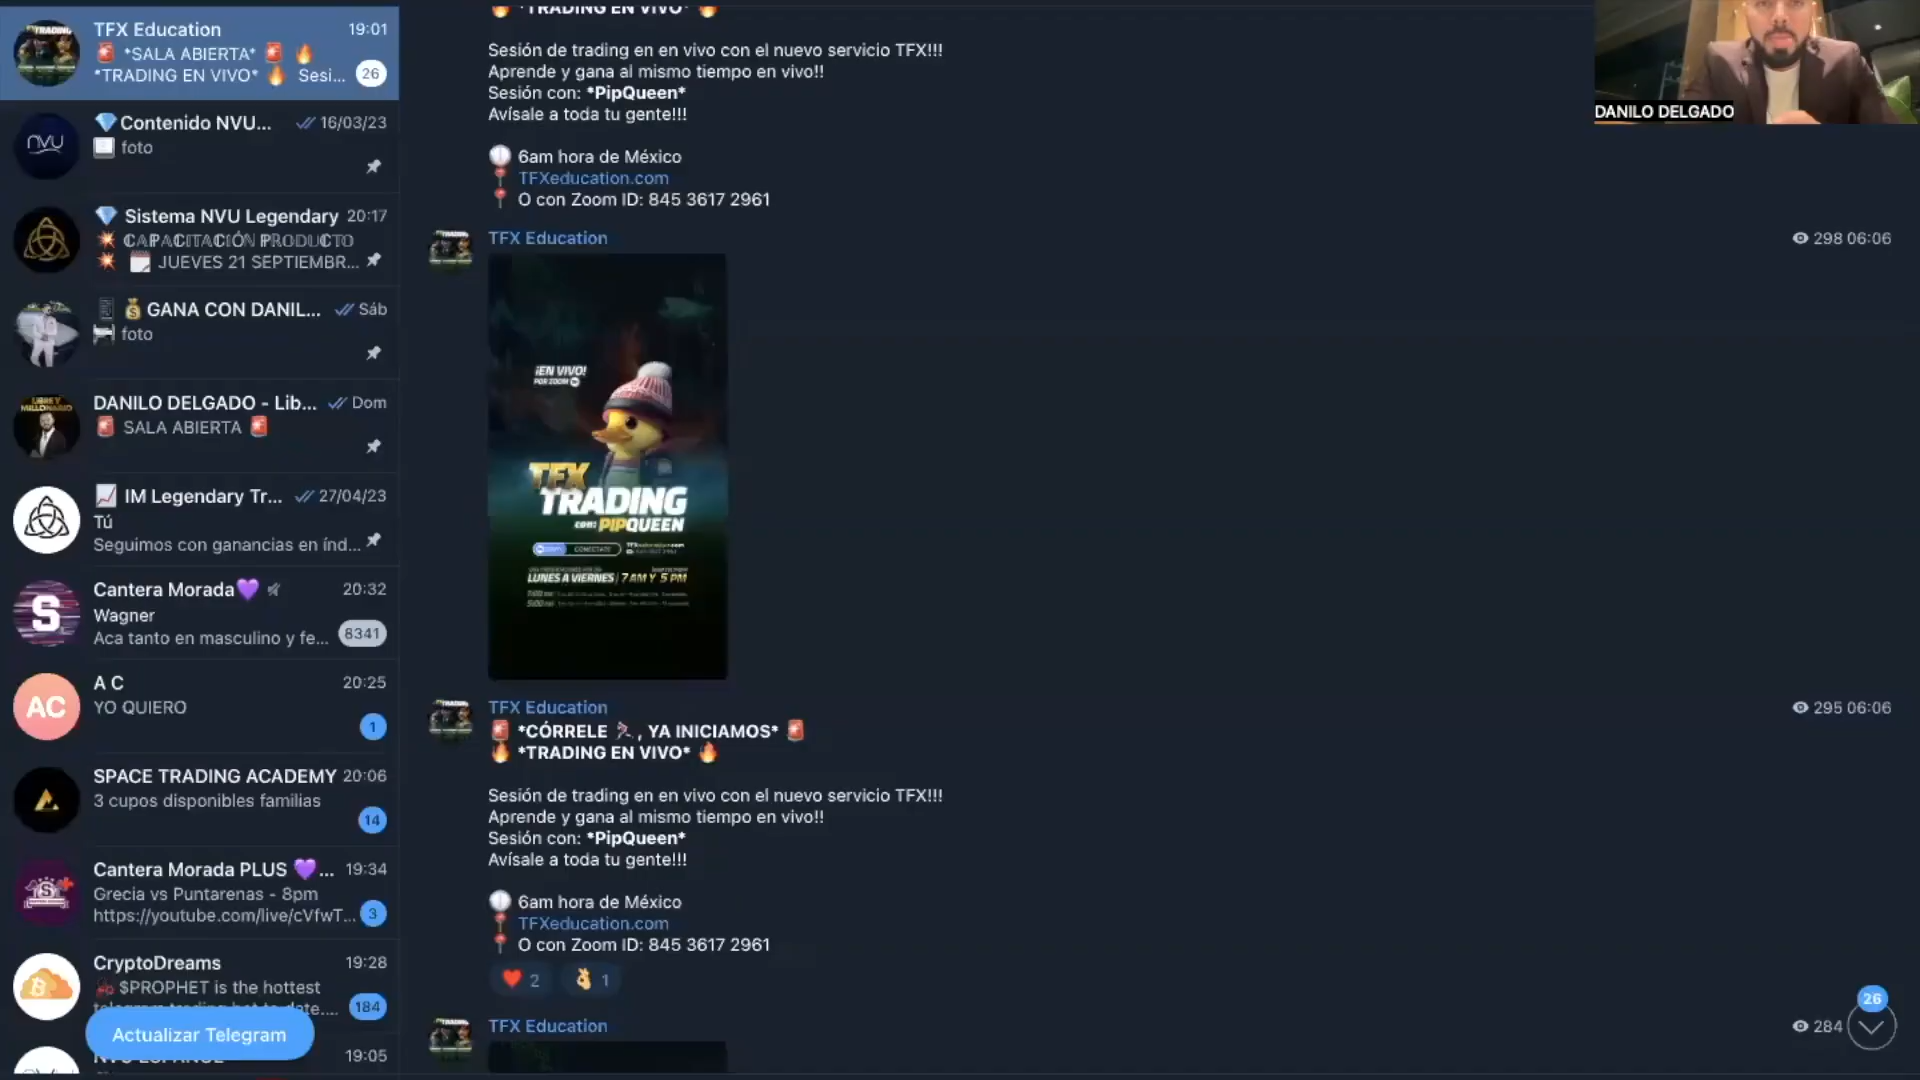 TFX Education
19:01
🚨 *SALA ABIERTA* 🚨 🔥
*TRADING EN VIVO* 🔥 Sesi...
26
💎Contenido NVU...
16/03/23
foto
💎 Sistema NVU Legendary
20:17
💥 ℂAPACITACIÓN PRODUCTO
💥 🗓 JUEVES 21 SEPTIEMBR...
💰GANA CON DANIL...
Sáb
foto
DANILO DELGADO - Lib...
Dom
🚨 SALA ABIERTA 🚨
📈 IM Legendary Tr...
27/04/23
Tú
Seguimos con ganancias en índ...
Cantera Morada💜
20:32
Wagner
Aca tanto en masculino y fe...
8341
AC
A C
20:25
YO QUIERO
1
SPACE TRADING ACADEMY
20:06
3 cupos disponibles familias
14
Cantera Morada PLUS 💜...
19:34
Grecia vs Puntarenas - 8pm
https://youtube.com/live/cVfwT...
3
CryptoDreams
19:28
$PROPHET is the hottest
184
Actualizar Telegram
19:05
🔥 *TRADING EN VIVO* 🔥
Sesión de trading en en vivo con el nuevo servicio TFX!!!
Aprende y gana al mismo tiempo en vivo!!
Sesión con: *PipQueen*
Avísale a toda tu gente!!!
6am hora de México
📍 TFXeducation.com
📍 O con Zoom ID: 845 3617 2961
TFX Education
298 06:06
¡EN VIVO!
POR ZOOM
TFX
TRADING
con: PIPQUEEN
CONÉCTATE
LUNES A VIERNES | 7 AM Y 5 PM
TFX Education
295 06:06
🚨 *CÓRRELE , YA INICIAMOS* 🚨
🔥 *TRADING EN VIVO* 🔥
Sesión de trading en en vivo con el nuevo servicio TFX!!!
Aprende y gana al mismo tiempo en vivo!!
Sesión con: *PipQueen*
Avísale a toda tu gente!!!
6am hora de México
📍 TFXeducation.com
📍 O con Zoom ID: 845 3617 2961
❤️ 2
1
TFX Education
284
26
DANILO DELGADO